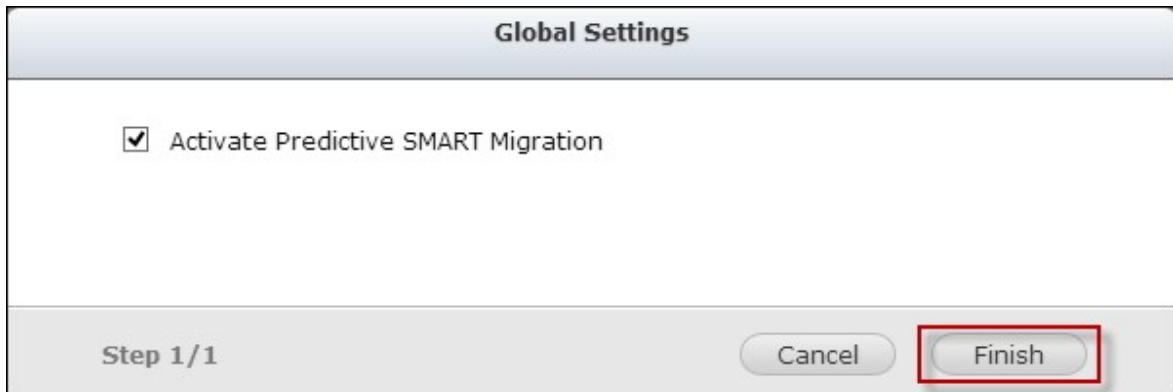 Global Settings
Activate Predictive SMART Migration
Step 1/1
Cancel
Finish